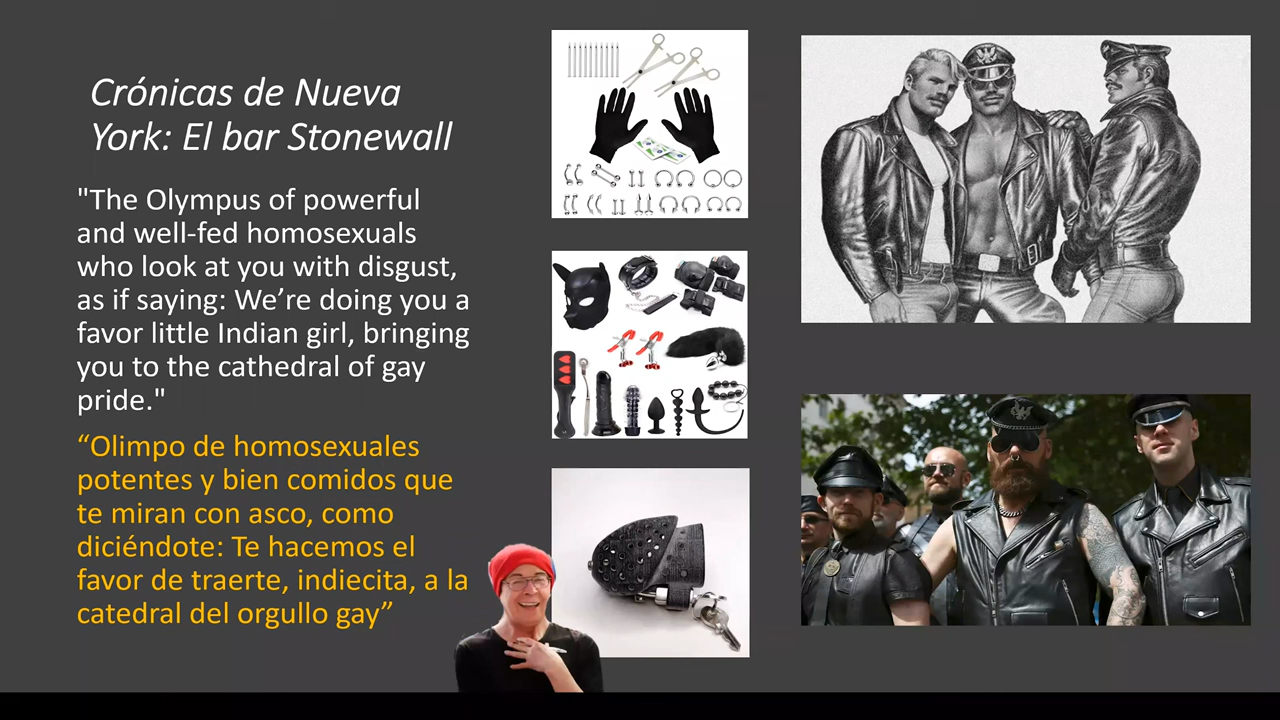 Crónicas de Nueva
York: El bar Stonewall
"The Olympus of powerful
and well-fed homosexuals
who look at you with disgust,
as if saying: We’re doing you a
favor little Indian girl, bringing
you to the cathedral of gay
pride."
“Olimpo de homosexuales
potentes y bien comidos que
te miran con asco, como
diciéndote: Te hacemos el
favor de traerte, indiecita, a la
catedral del orgullo gay”